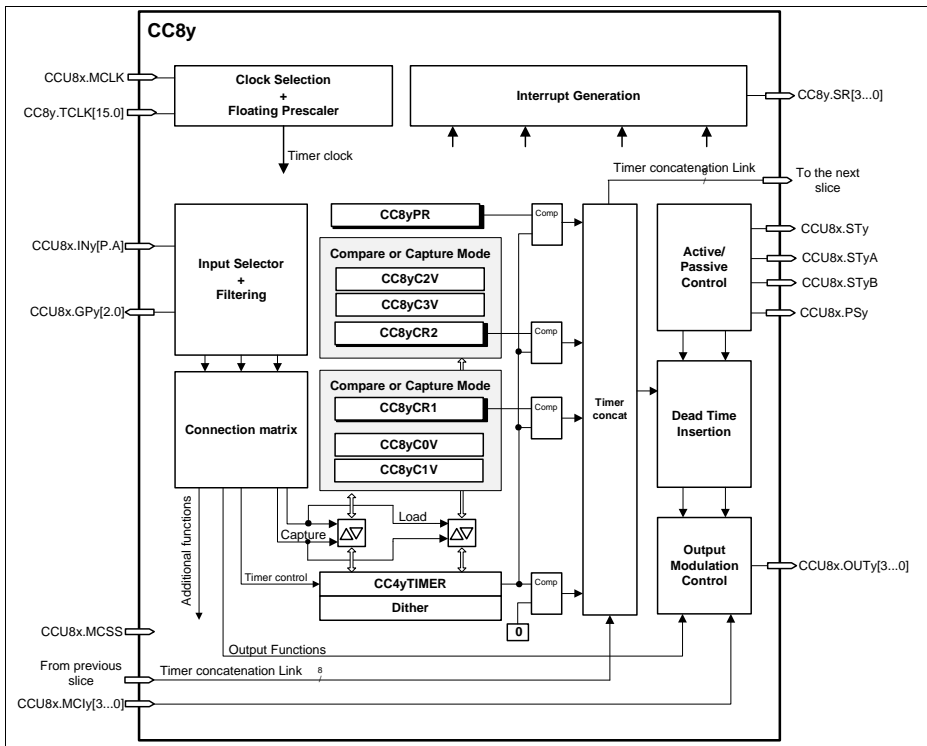 CC8y
CCU8x.MCLK
CC8y.TCLK[15.0]
Clock Selection
+
Floating Prescaler
Timer clock
Interrupt Generation
CC8y.SR[3...0]
Timer concatenation Link
8
To the next
slice
CCU8x.INy[P.A]
CCU8x.GPy[2.0]
Input Selector
+
Filtering
CC8yPR
Comp
Compare or Capture Mode
CC8yC2V
CC8yC3V
CC8yCR2
Comp
Active/
Passive
Control
CCU8x.STy
CCU8x.STyA
CCU8x.STyB
CCU8x.PSy
Connection matrix
Compare or Capture Mode
CC8yCR1
CC8yC0V
CC8yC1V
Comp
Timer
concat
Dead Time
Insertion
Additional functions
Capture
Load
Timer control
CC4yTIMER
Dither
Comp
0
Output
Modulation
Control
CCU8x.OUTy[3...0]
CCU8x.MCSS
Output Functions
From previous
slice
Timer concatenation Link
8
CCU8x.MCIy[3...0]